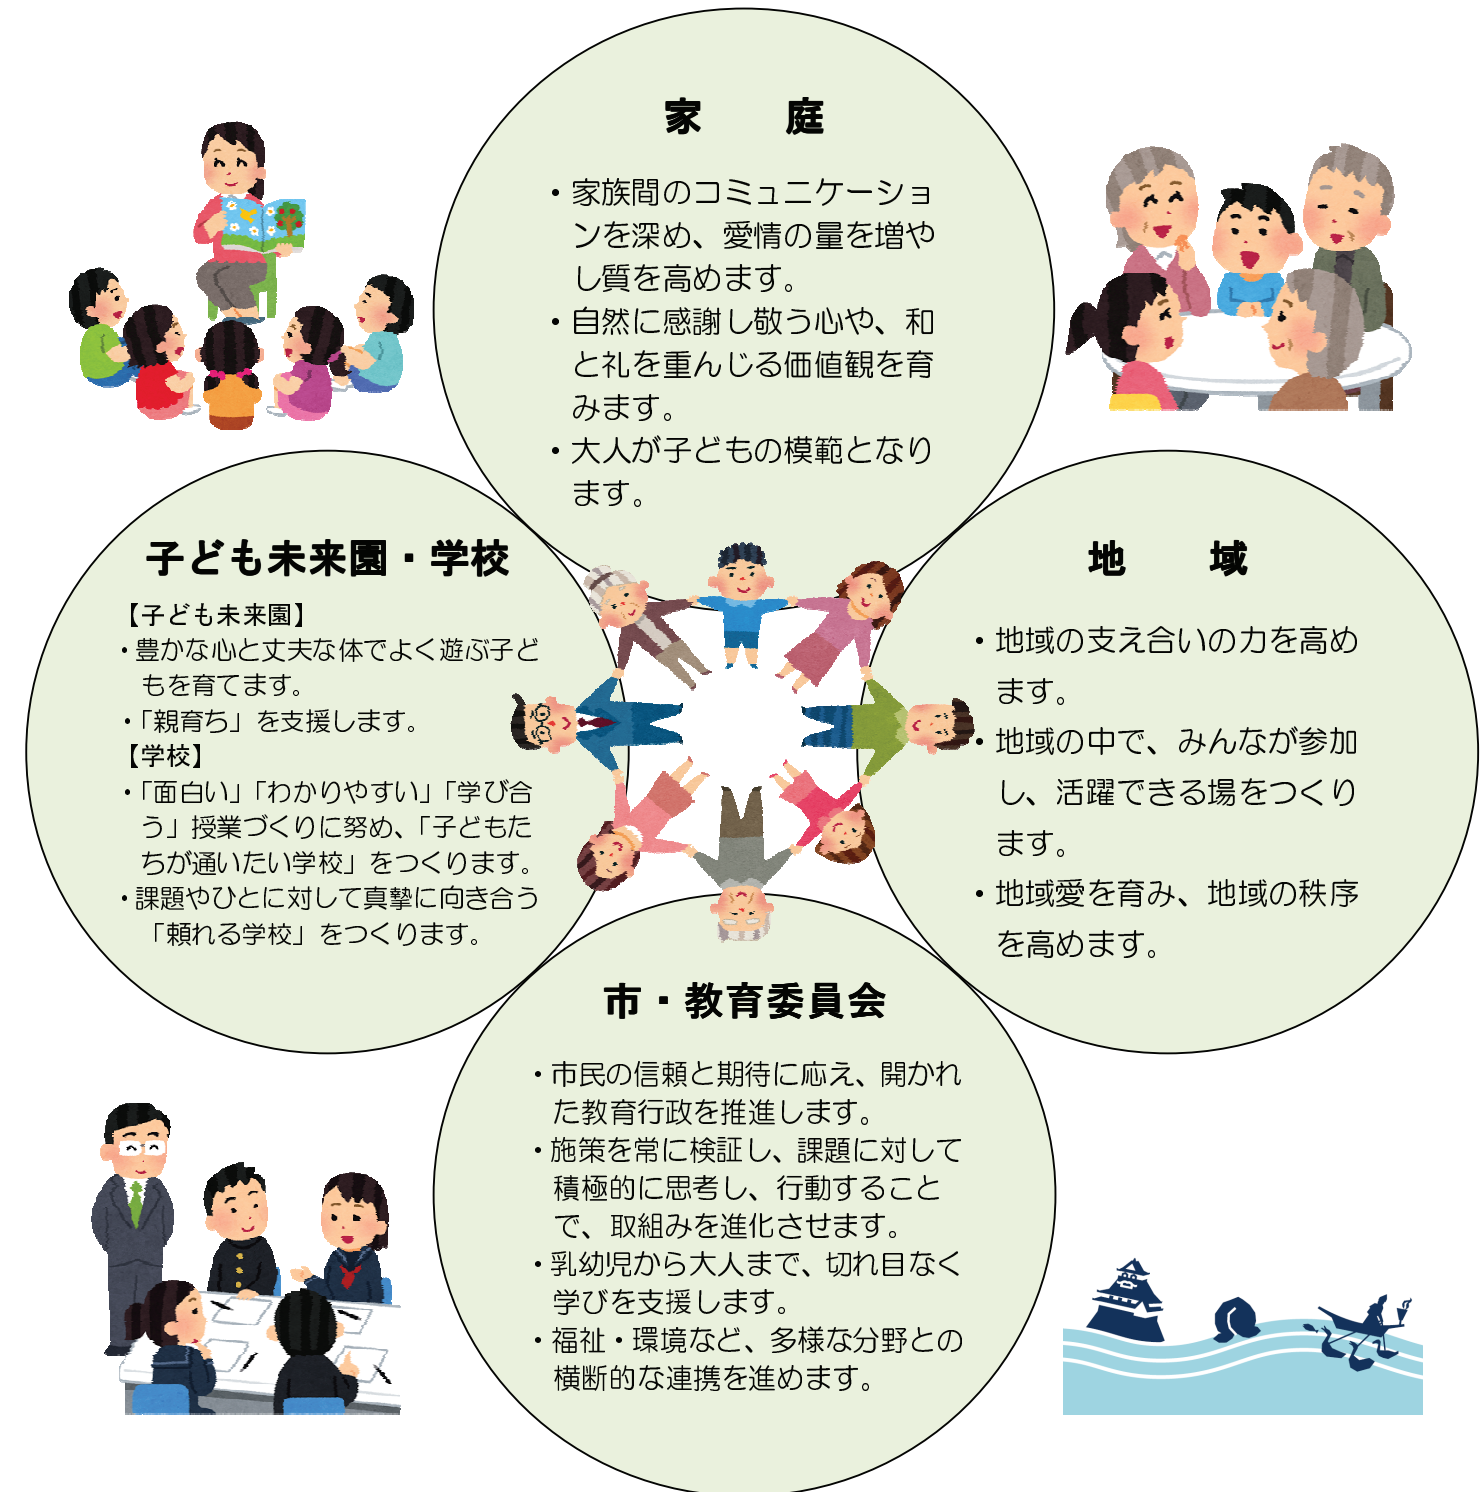 家　　庭
・家族間のコミュニケーショ
ンを深め、愛情の量を増や
し質を高めます。
・自然に感謝し敬う心や、和
と礼を重んじる価値観を育
みます。
・大人が子どもの模範となり
ます。
子ども未来園・学校
【子ども未来園】
・豊かな心と丈夫な体でよく遊ぶ子ど
もを育てます。
・「親育ち」を支援します。
【学校】
・「面白い」「わかりやすい」「学び合
う」授業づくりに努め、「子どもた
ちが通いたい学校」をつくります。
・課題やひとに対して真摯に向き合う
「頼れる学校」をつくります。
地　　域
・地域の支え合いの力を高め
ます。
・地域の中で、みんなが参加
し、活躍できる場をつくり
ます。
・地域愛を育み、地域の秩序
を高めます。
市・教育委員会
・市民の信頼と期待に応え、開かれ
た教育行政を推進します。
・施策を常に検証し、課題に対して
積極的に思考し、行動すること
で、取組みを進化させます。
・乳幼児から大人まで、切れ目なく
学びを支援します。
・福祉・環境など、多様な分野との
横断的な連携を進めます。